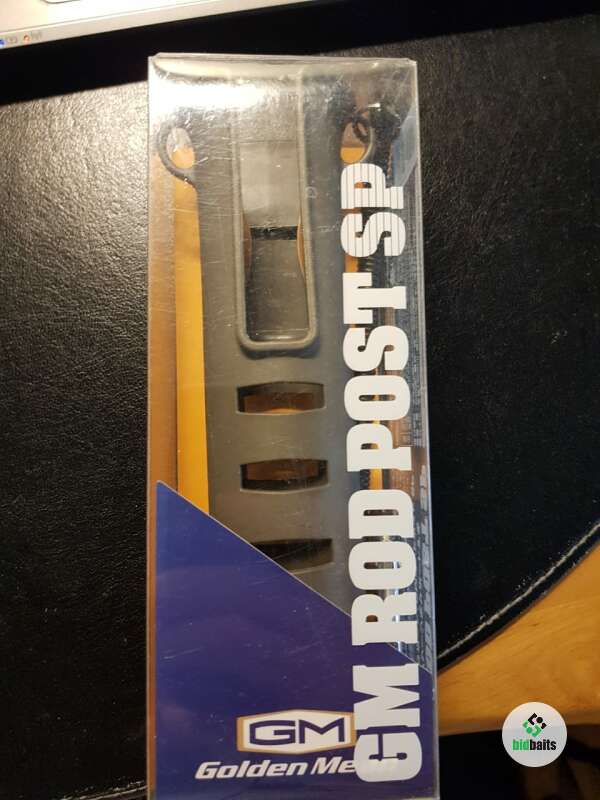 GM ROD POST SP
GM
Golden Me
bidbaits